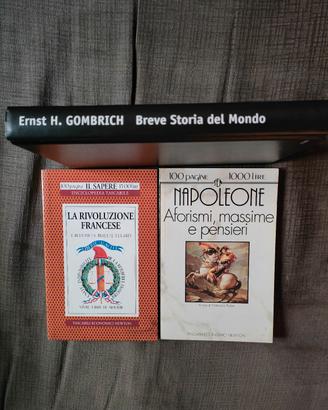 Ernst H. GOMBRICH Breve Storia del Mondo
100 pagine IL SAPERE 1500 lire
ENCICLOPEDIA TASCABILE
LA RIVOLUZIONE
FRANCESE
TASCABILI ECONOMICI NEWTON
100 PAGINE 1000 LIRE
NAPOLEONE
Aforismi, massime
e pensieri
TASCABILI ECONOMICI NEWTON